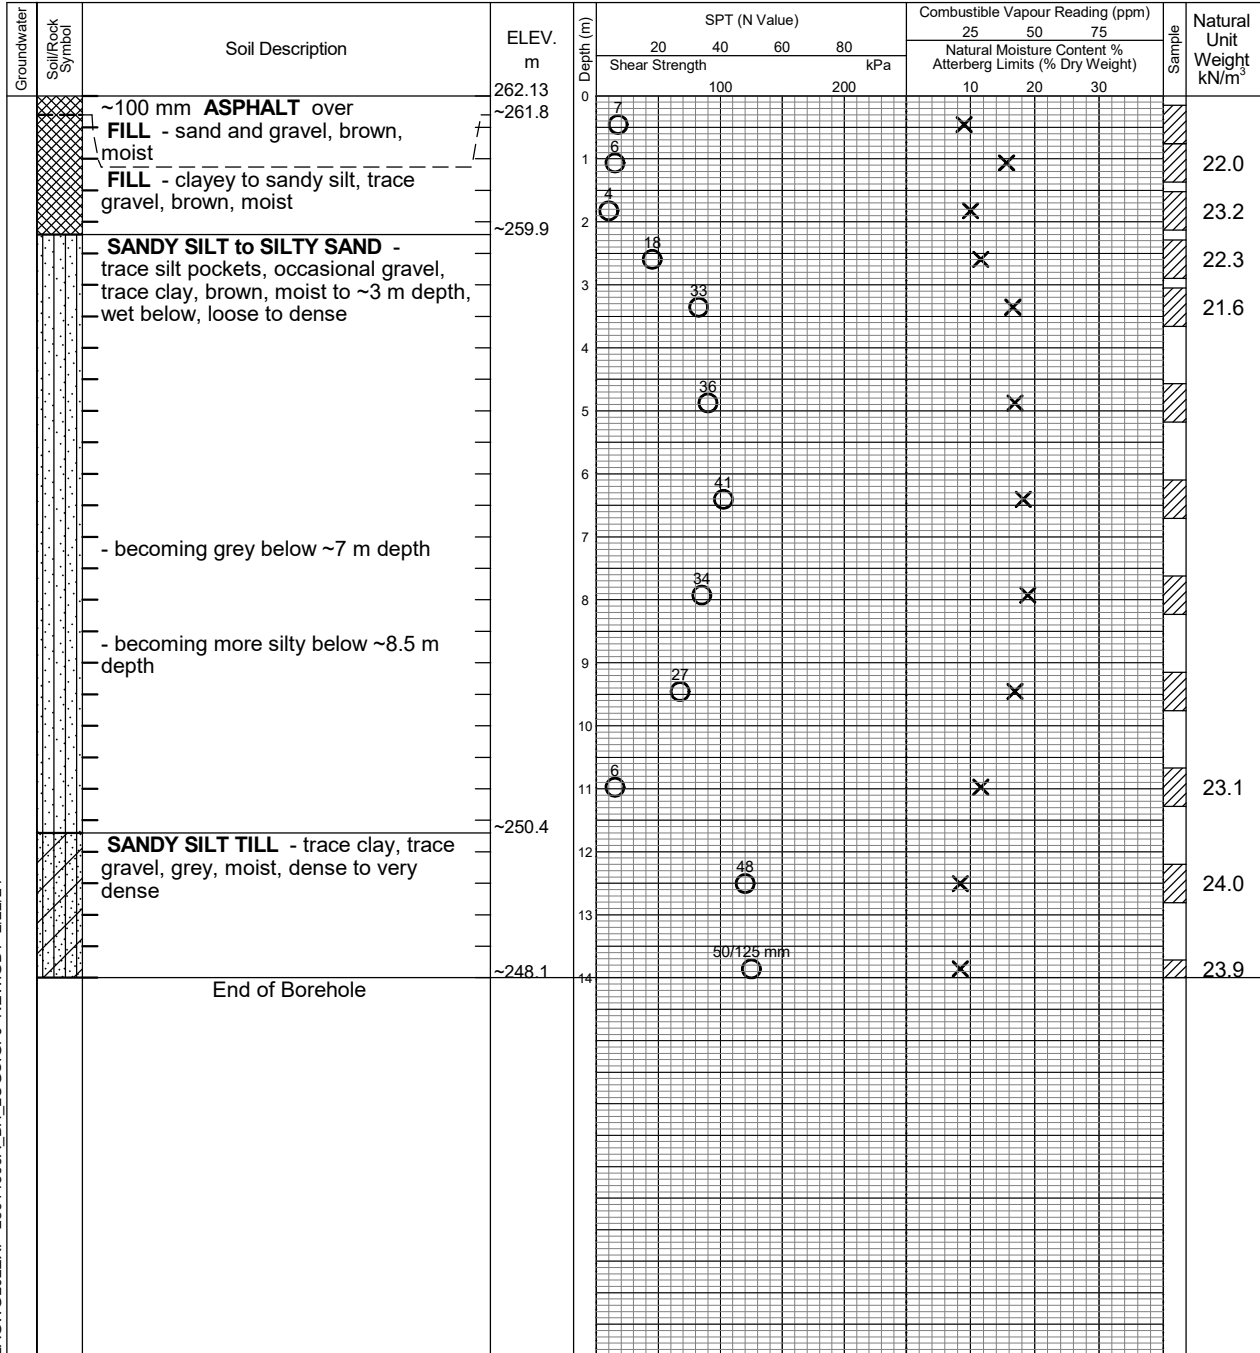 Groundwater
Soil/Rock
Symbol
Soil Description
ELEV.
m
Depth (m)
SPT (N Value)
20 40 60 80
Shear Strength kPa
100 200
Combustible Vapour Reading (ppm)
25 50 75
Natural Moisture Content %
Atterberg Limits (% Dry Weight)
10 20 30
Sample
Natural
Unit
Weight
kN/m³
262.13
0
~100 mm ASPHALT over
~261.8
FILL - sand and gravel, brown,
moist
FILL - clayey to sandy silt, trace
gravel, brown, moist
~259.9
SANDY SILT to SILTY SAND -
trace silt pockets, occasional gravel,
trace clay, brown, moist to ~3 m depth,
wet below, loose to dense
- becoming grey below ~7 m depth
- becoming more silty below ~8.5 m
depth
~250.4
SANDY SILT TILL - trace clay, trace
gravel, grey, moist, dense to very
dense
~248.1
End of Borehole
7
6
1
22.0
4
2
23.2
18
22.3
3
33
21.6
4
36
5
6
41
7
34
8
9
27
10
6
11
23.1
12
48
24.0
13
50/125 mm
14
23.9